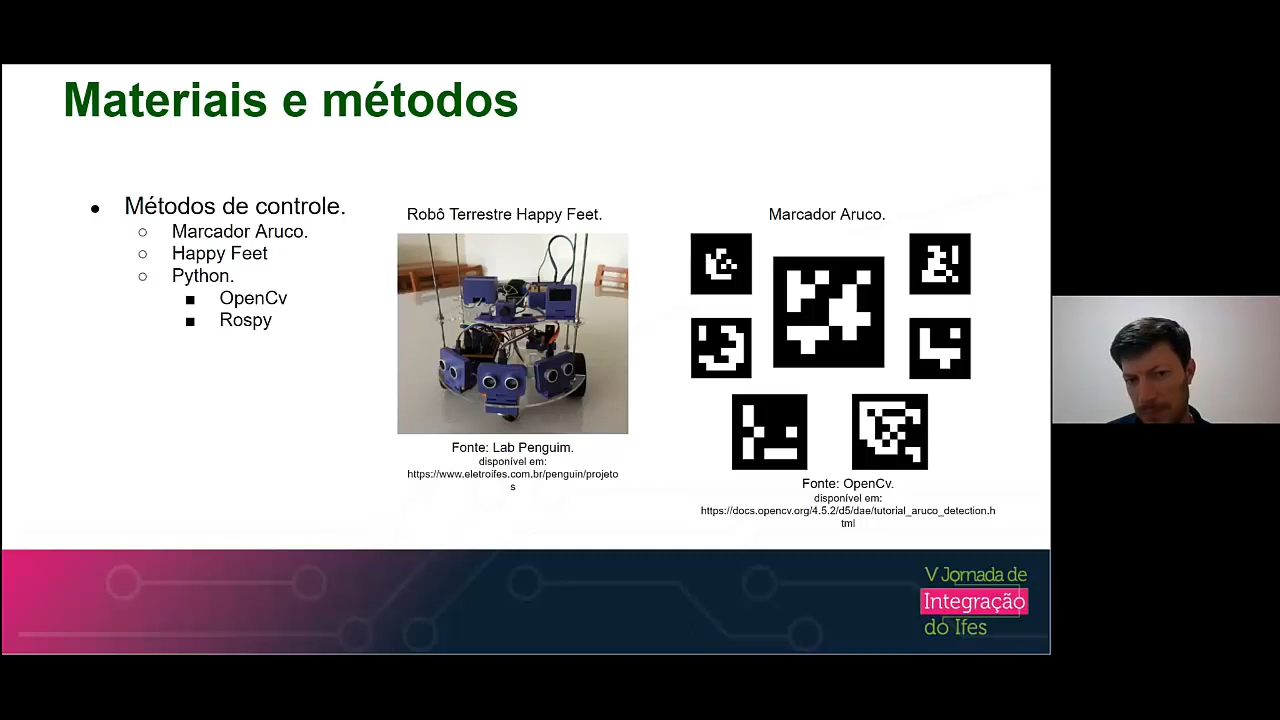 Materiais e métodos
● Métodos de controle.
○ Marcador Aruco.
○ Happy Feet
○ Python.
■ OpenCv
■ Rospy
Robô Terrestre Happy Feet.
Fonte: Lab Penguim.
disponível em:
https://www.eletroifes.com.br/penguin/projeto
s
Marcador Aruco.
Fonte: OpenCv.
disponível em:
https://docs.opencv.org/4.5.2/d5/dae/tutorial_aruco_detection.h
tml
V Jornada de
Integração
do Ifes